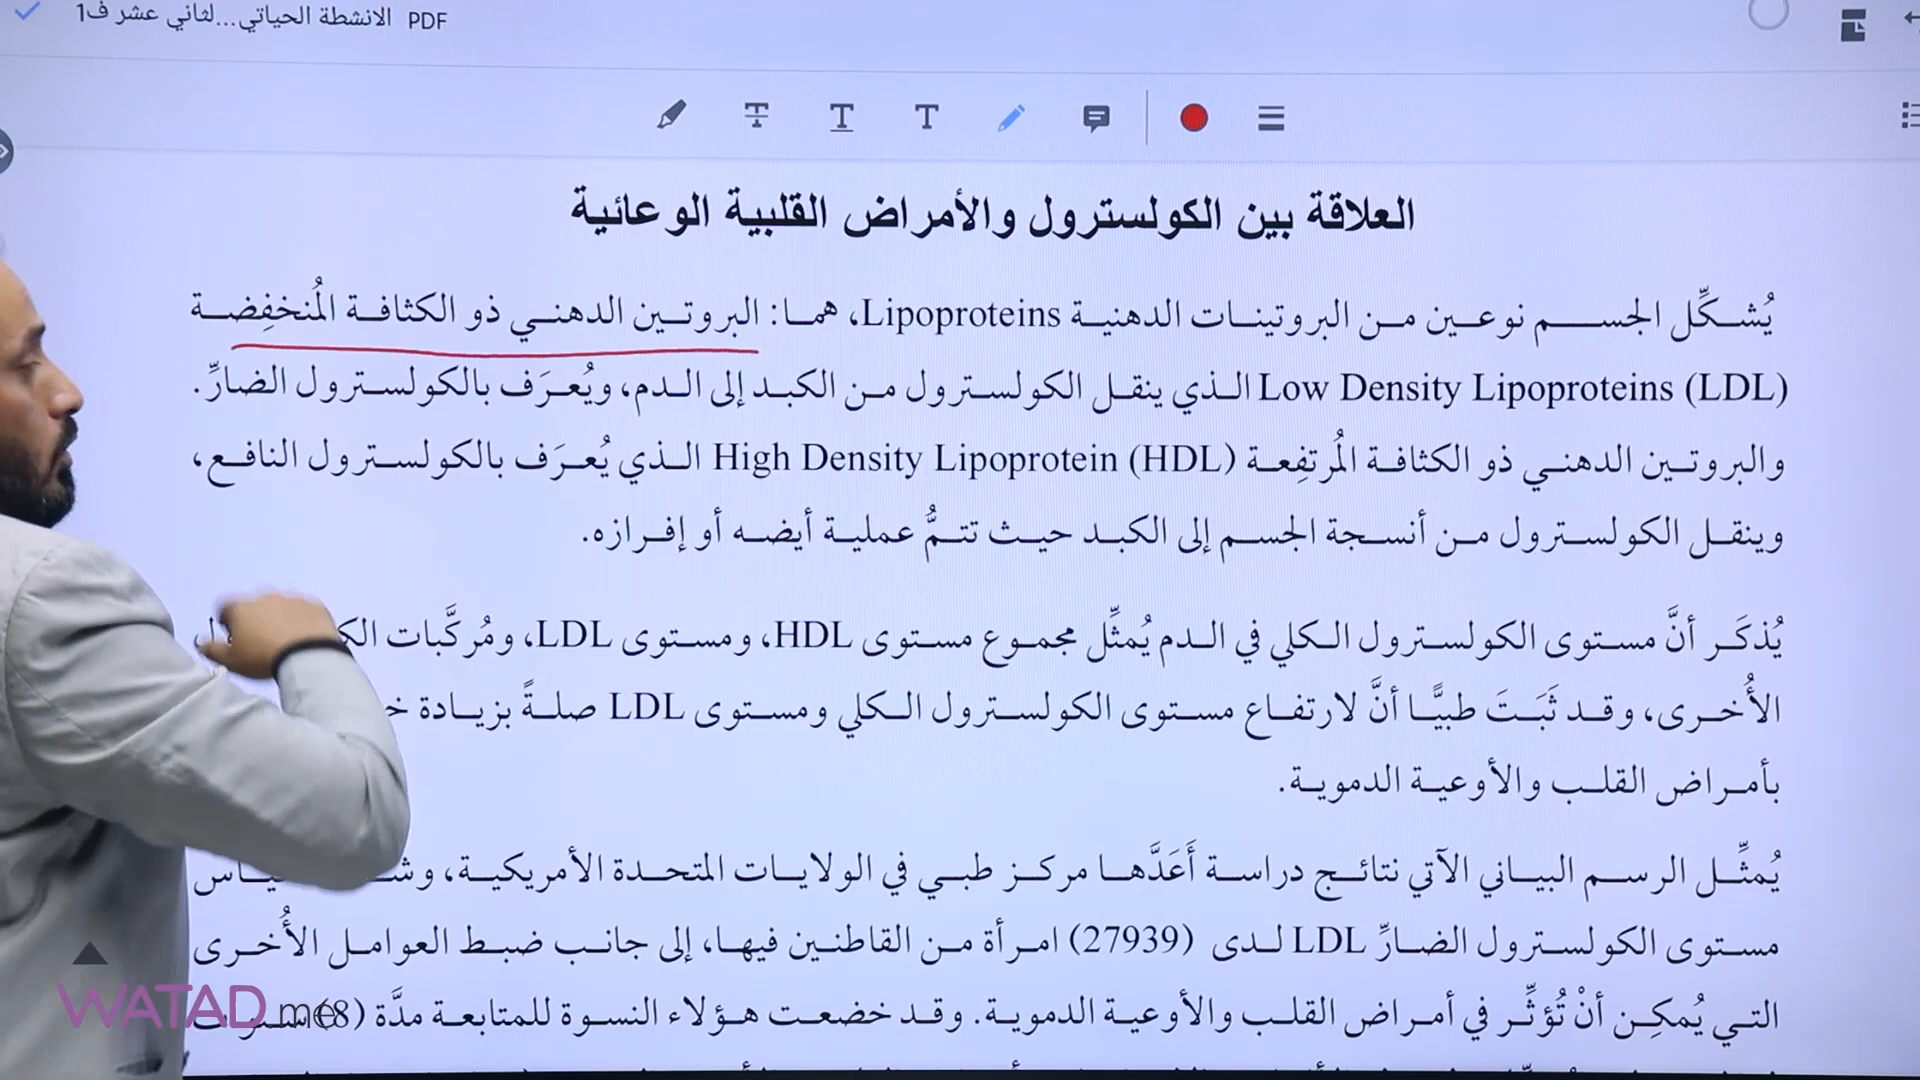 الانشطة الحياتي...لثاني عشر ف1 PDF
العلاقة بين الكولسترول والأمراض القلبية الوعائية
يُشكِّل الجسم نوعين من البروتينات الدهنية Lipoproteins، هما: البروتين الدهني ذو الكثافة المُنخفِضة
Low Density Lipoproteins (LDL) الذي ينقل الكولسترول من الكبد إلى الدم، ويُعرَف بالكولسترول الضارِّ.
والبروتين الدهني ذو الكثافة المُرتفِعة High Density Lipoprotein (HDL) الذي يُعرَف بالكولسترول النافع،
وينقل الكولسترول من أنسجة الجسم إلى الكبد حيث تتمُّ عملية أيضه أو إفرازه.
يُذكَر أنَّ مستوى الكولسترول الكلي في الدم يُمثِّل مجموع مستوى HDL، ومستوى LDL، ومُركَّبات
الأُخرى، وقد ثَبَتَ طبيًّا أنَّ لارتفاع مستوى الكولسترول الكلي ومستوى LDL صلةً بزيادة
بأمراض القلب والأوعية الدموية.
يُمثِّل الرسم البياني الآتي نتائج دراسة أَعَدَّها مركز طبي في الولايات المتحدة الأمريكية،
مستوى الكولسترول الضارِّ LDL لدى (27939) امرأة من القاطنين فيها، إلى جانب ضبط العوامل الأُخرى
التي يُمكِن أنْ تُؤثِّر في أمراض القلب والأوعية الدموية. وقد خضعت هؤلاء النسوة للمتابعة مدَّة (8)
WATAD.me